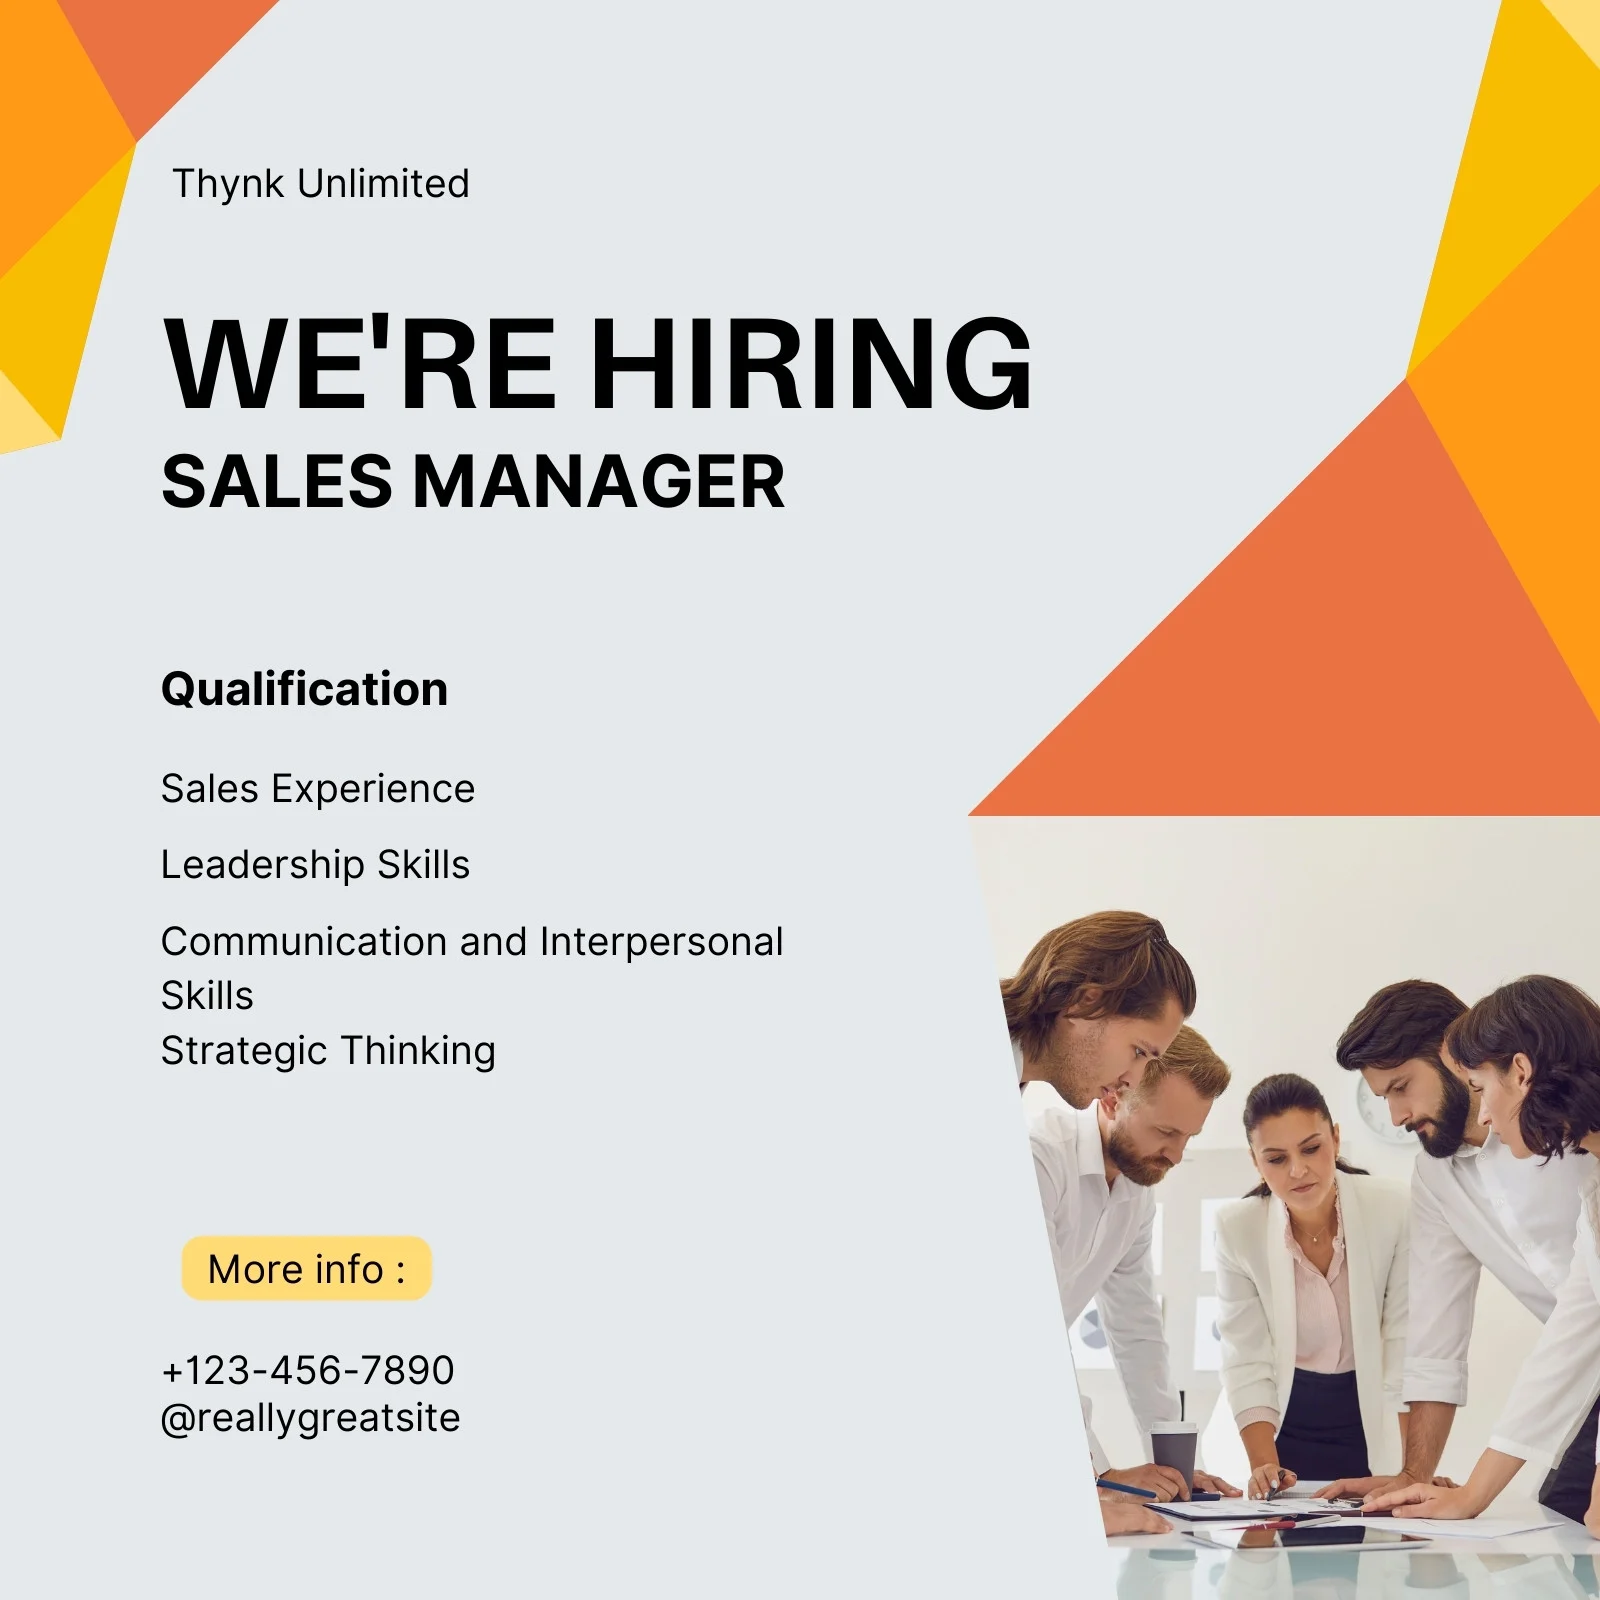 Thynk Unlimited
WE'RE HIRING
SALES MANAGER
Qualification
Sales Experience
Leadership Skills
Communication and Interpersonal
Skills
Strategic Thinking
More info :
+123-456-7890
@reallygreatsite